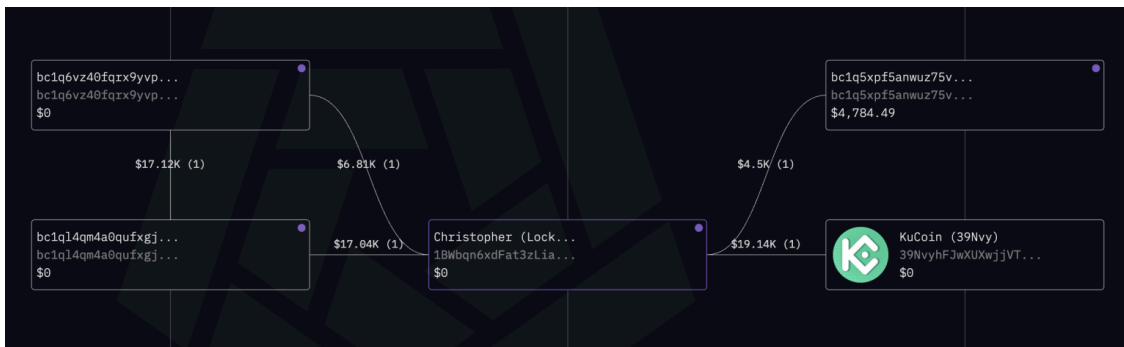 bc1q6vz40fqrx9yvp...
bc1q6vz40fqrx9yvp...
$0
bc1q5xpf5anwuz75v...
bc1q5xpf5anwuz75v...
$4,784.49
$17.12K (1)
$6.81K (1)
$4.5K (1)
bc1ql4qm4a0qufxgj...
bc1ql4qm4a0qufxgj...
$0
$17.04K (1)
Christopher (Lock...
1BWbqn6xdFat3zLia...
$0
$19.14K (1)
KuCoin (39Nvy)
39NvyhFJwXUXwjjVT...
$0